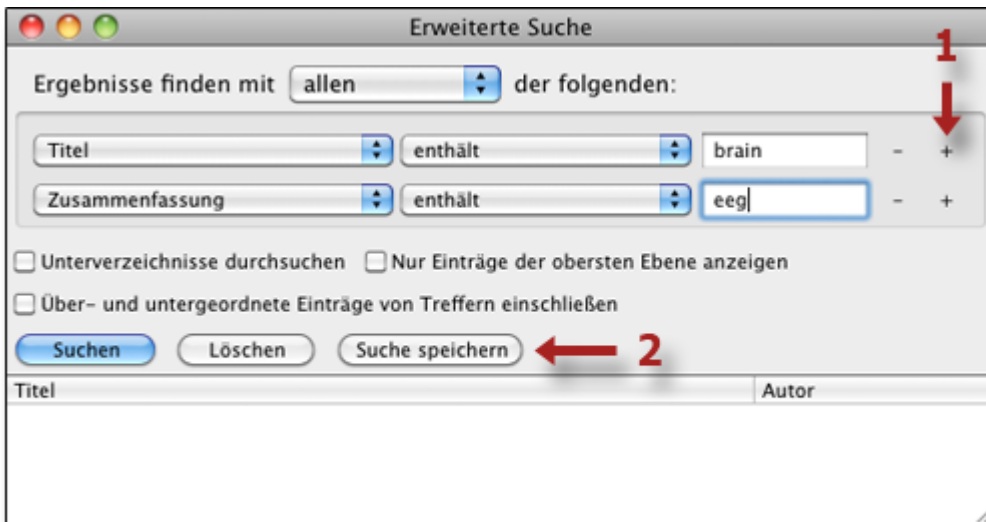 Erweiterte Suche
1
Ergebnisse finden mit allen der folgenden:
Titel enthält brain - +
Zusammenfassung enthält eeg - +
Unterverzeichnisse durchsuchen Nur Einträge der obersten Ebene anzeigen
Über- und untergeordnete Einträge von Treffern einschließen
Suchen Löschen Suche speichern 2
Titel Autor